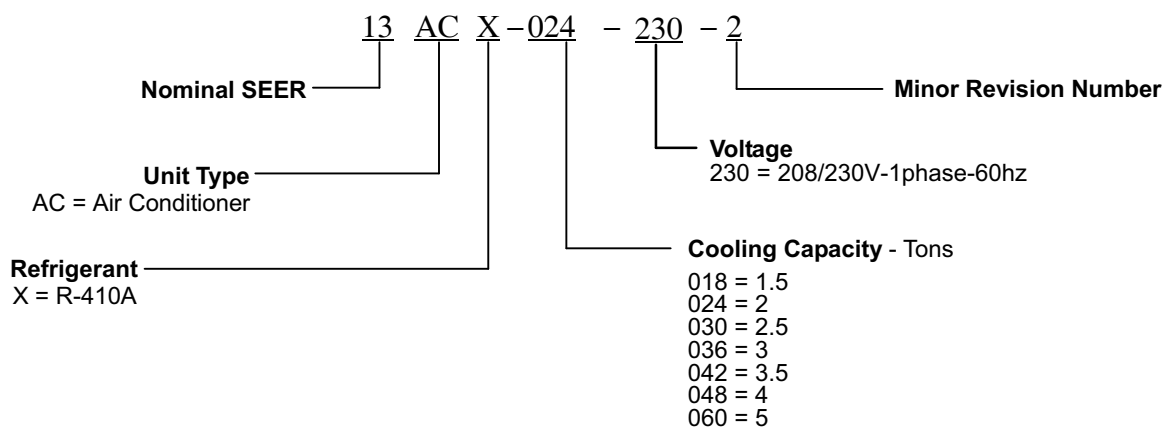 13 AC X – 024 – 230 – 2
Nominal SEER
Minor Revision Number
Voltage
230 = 208/230V-1phase-60hz
Unit Type
AC = Air Conditioner
Cooling Capacity - Tons
018 = 1.5
024 = 2
030 = 2.5
036 = 3
042 = 3.5
048 = 4
060 = 5
Refrigerant
X = R-410A